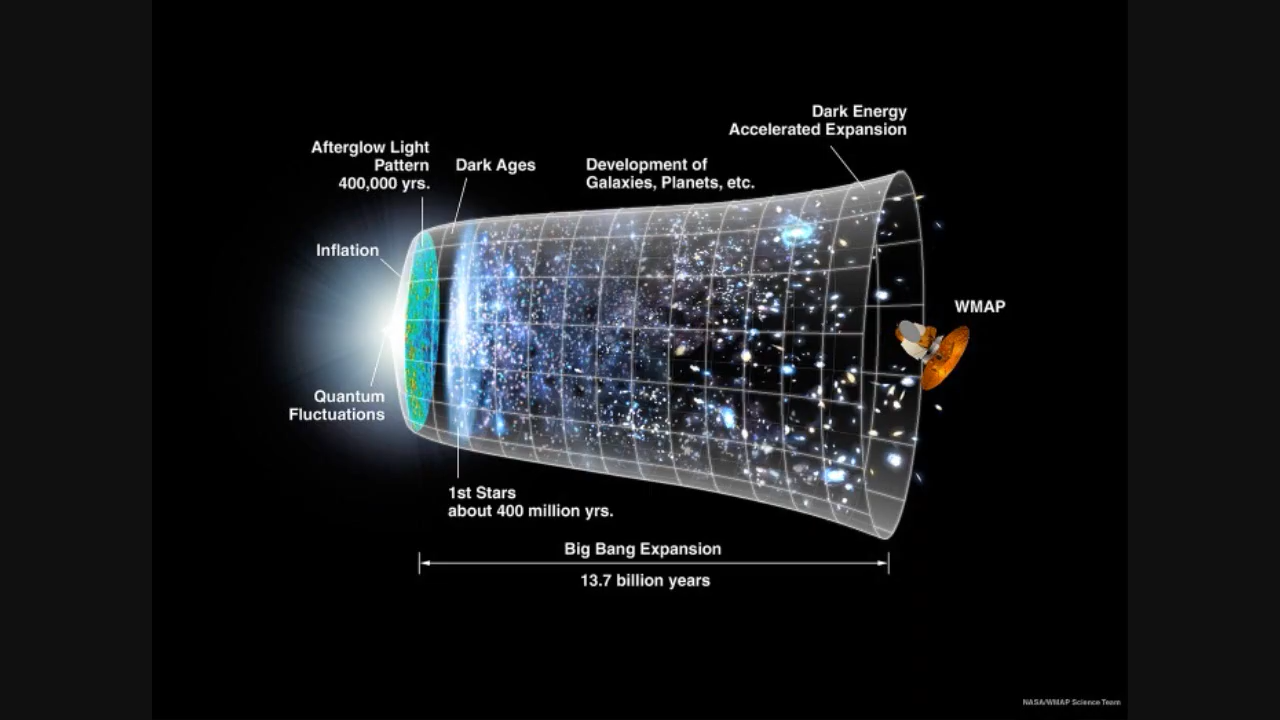 Dark Energy
Accelerated Expansion
Afterglow Light
Pattern
400,000 yrs.
Dark Ages
Development of
Galaxies, Planets, etc.
Inflation
WMAP
Quantum
Fluctuations
1st Stars
about 400 million yrs.
Big Bang Expansion
13.7 billion years
NASA/WMAP Science Team